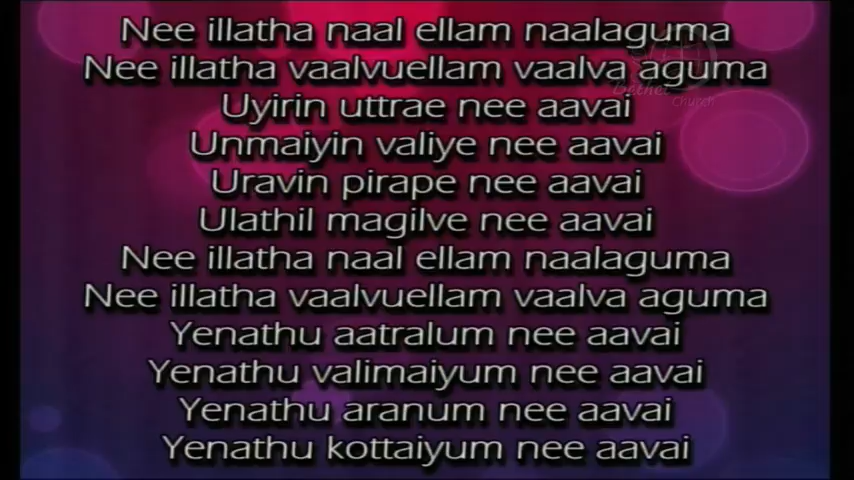 Nee illatha naal ellam naalaguma
Nee illatha vaalvuellam vaalva aguma
Bethel
Church
Uyirin uttrae nee aavai
Unmaiyin valiye nee aavai
Uravin pirape nee aavai
Ulathil magilve nee aavai
Nee illatha naal ellam naalaguma
Nee illatha vaalvuellam vaalva aguma
Yenathu aatralum nee aavai
Yenathu valimaiyum nee aavai
Yenathu aranum nee aavai
Yenathu kottaiyum nee aavai